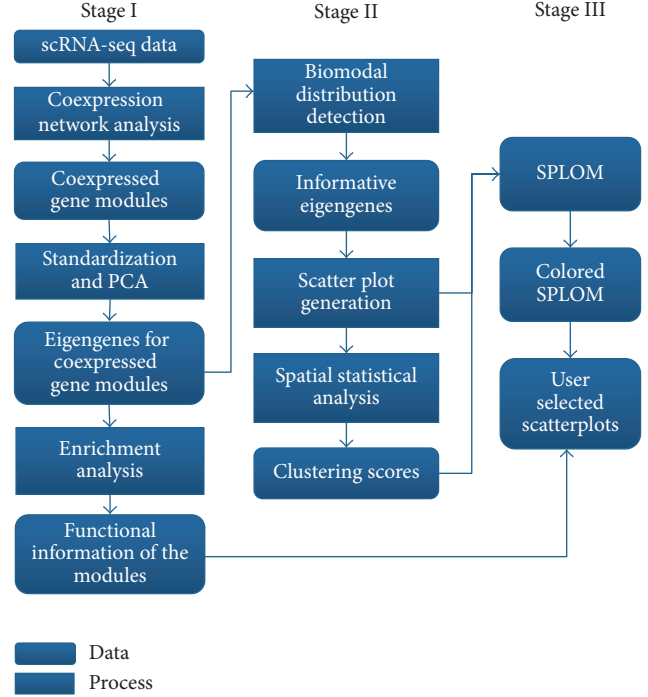 Stage I
scRNA-seq data
Coexpression
network analysis
Coexpressed
gene modules
Standardization
and PCA
Eigengenes for
coexpressed
gene modules
Enrichment
analysis
Functional
information of the
modules
Stage II
Biomodal
distribution
detection
Informative
eigengenes
Scatter plot
generation
Spatial statistical
analysis
Clustering scores
Stage III
SPLOM
Colored
SPLOM
User
selected
scatterplots
Data
Process